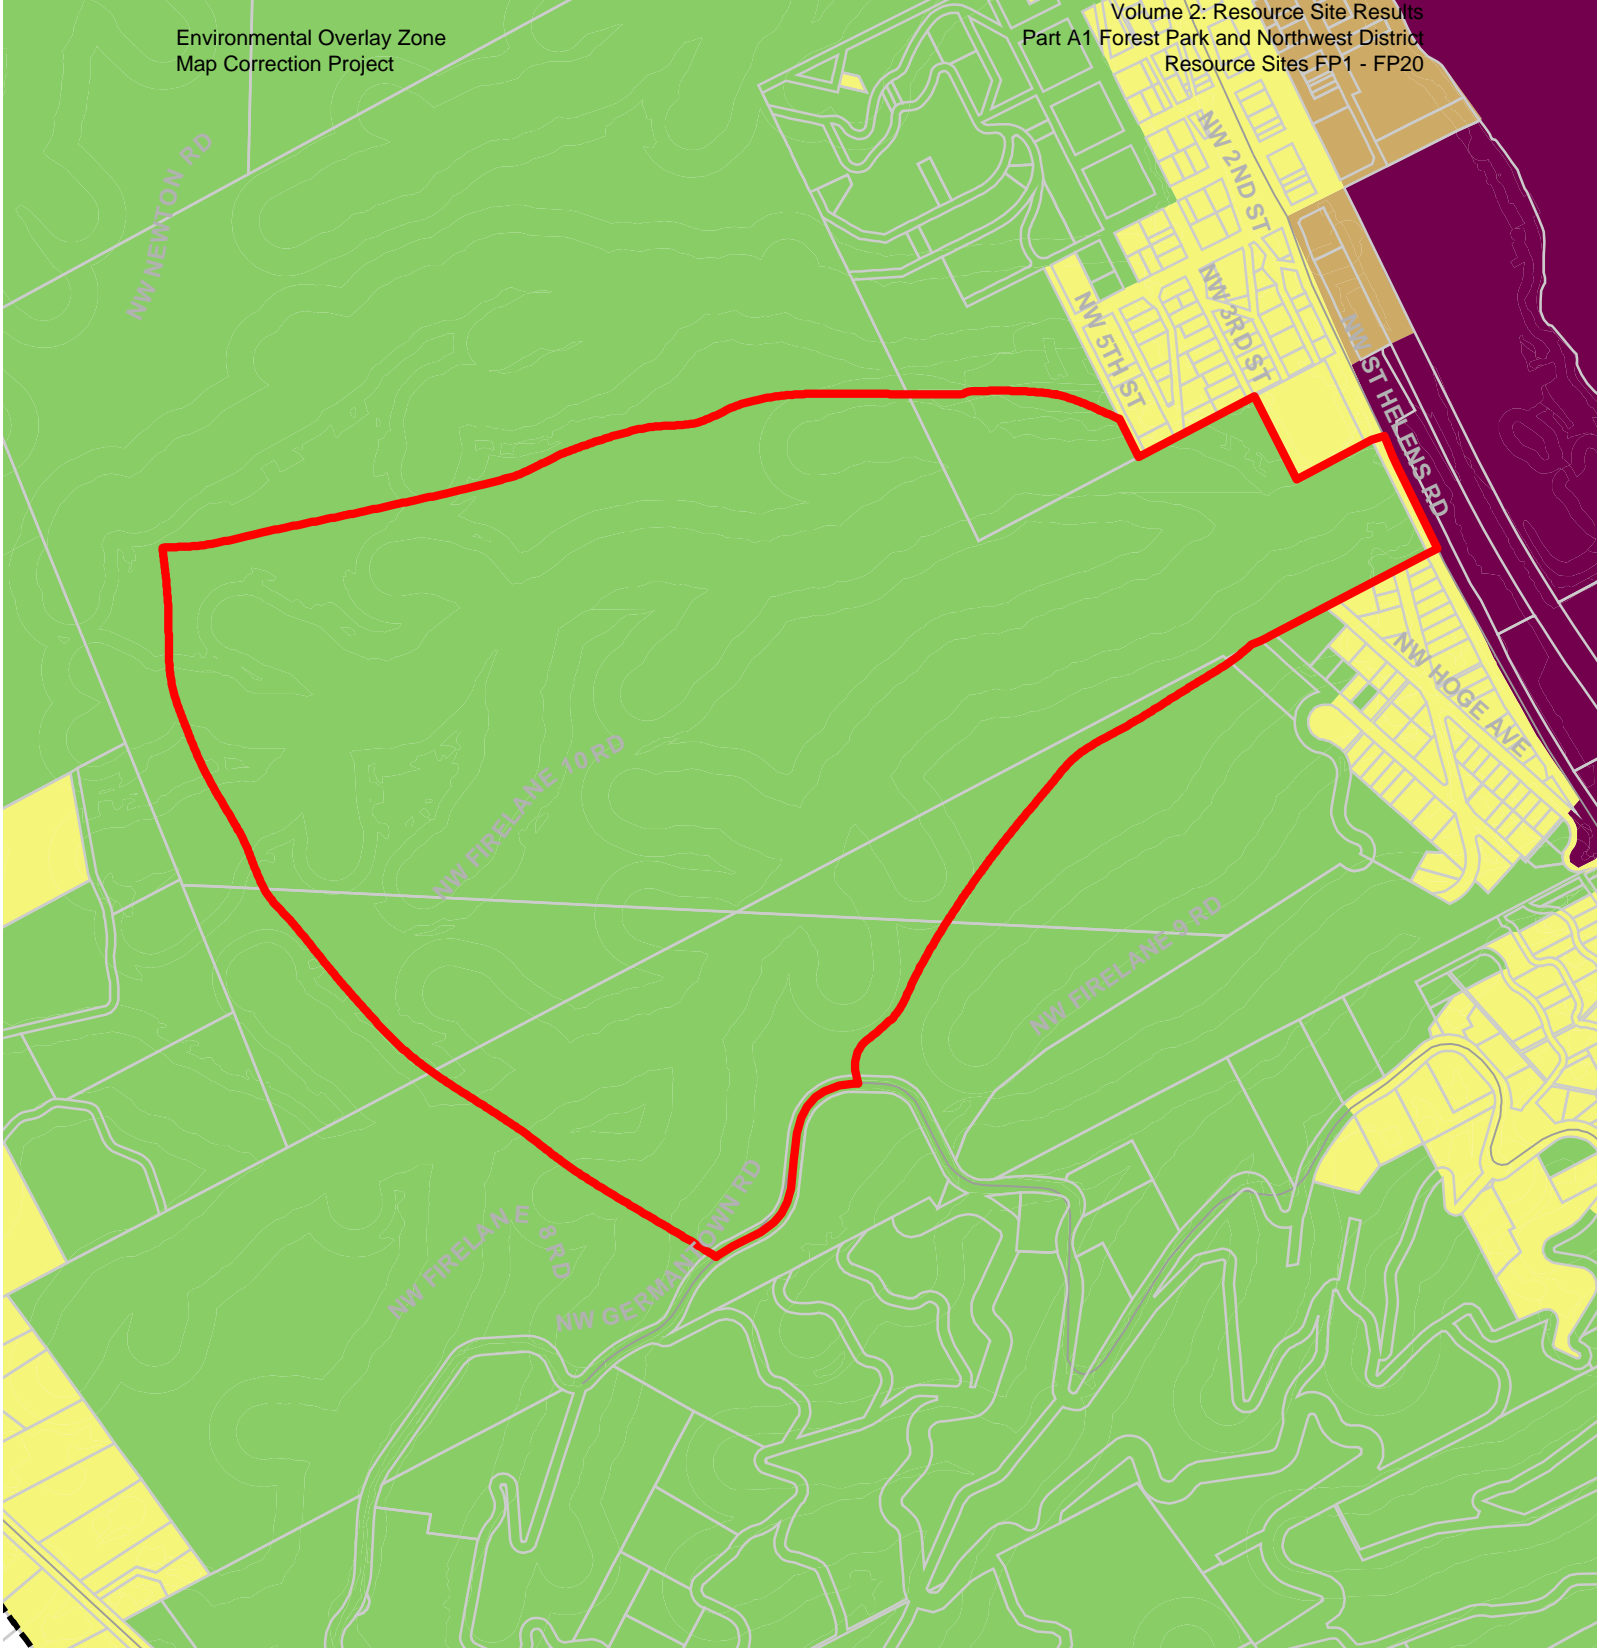 Environmental Overlay Zone
Map Correction Project
Volume 2: Resource Site Results
Part A1 Forest Park and Northwest District
Resource Sites FP1 - FP20
NW NEWTON RD
NW 2ND ST
NW 3RD ST
NW 5TH ST
NW ST HELENS RD
NW HOGE AVE
NW FIRELANE 10 RD
NW FIRELANE 9 RD
NW FIRELANE 8 RD
NW GERMANTOWN RD